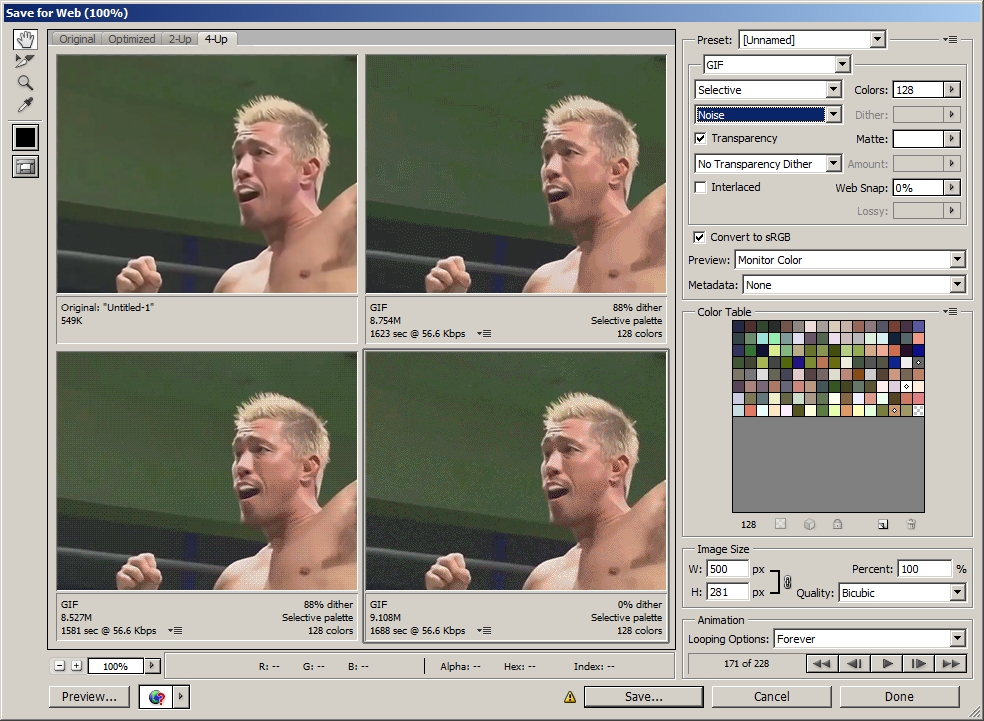 Save for Web (100%)
Original Optimized 2-Up 4-Up
Original: "Untitled-1"
549K
GIF 88% dither
8.754M Selective palette
1623 sec @ 56.6 Kbps 128 colors
GIF 88% dither
8.527M Selective palette
1581 sec @ 56.6 Kbps 128 colors
GIF 0% dither
9.108M Selective palette
1688 sec @ 56.6 Kbps 128 colors
100% R: -- G: -- B: -- Alpha: -- Hex: -- Index: --
Preview... Save... Cancel Done
Preset: [Unnamed]
GIF
Selective Colors: 128
Noise Dither:
Transparency Matte:
No Transparency Dither Amount:
Interlaced Web Snap: 0%
Lossy:
Convert to sRGB
Preview: Monitor Color
Metadata: None
Color Table
128
Image Size
W: 500 px Percent: 100 %
H: 281 px Quality: Bicubic
Animation
Looping Options: Forever
171 of 228